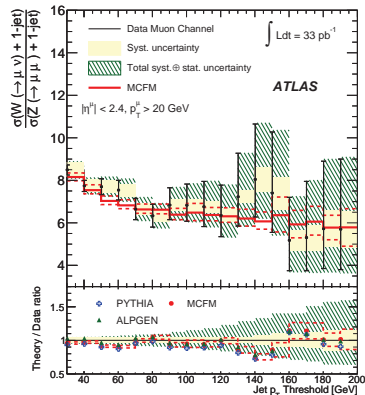 σ(W (→ μ ν) + 1-jet)
σ(Z (→ μ μ) + 1-jet)
16
14
12
10
8
6
4
Data Muon Channel
Syst. uncertainty
Total syst.⊕ stat. uncertainty
MCFM
∫ Ldt = 33 pb⁻¹
ATLAS
|η^μ| < 2.4, p_T^μ > 20 GeV
Theory / Data ratio
1.5
1
0.5
PYTHIA
MCFM
ALPGEN
40 60 80 100 120 140 160 180 200
Jet p_T Threshold [GeV]